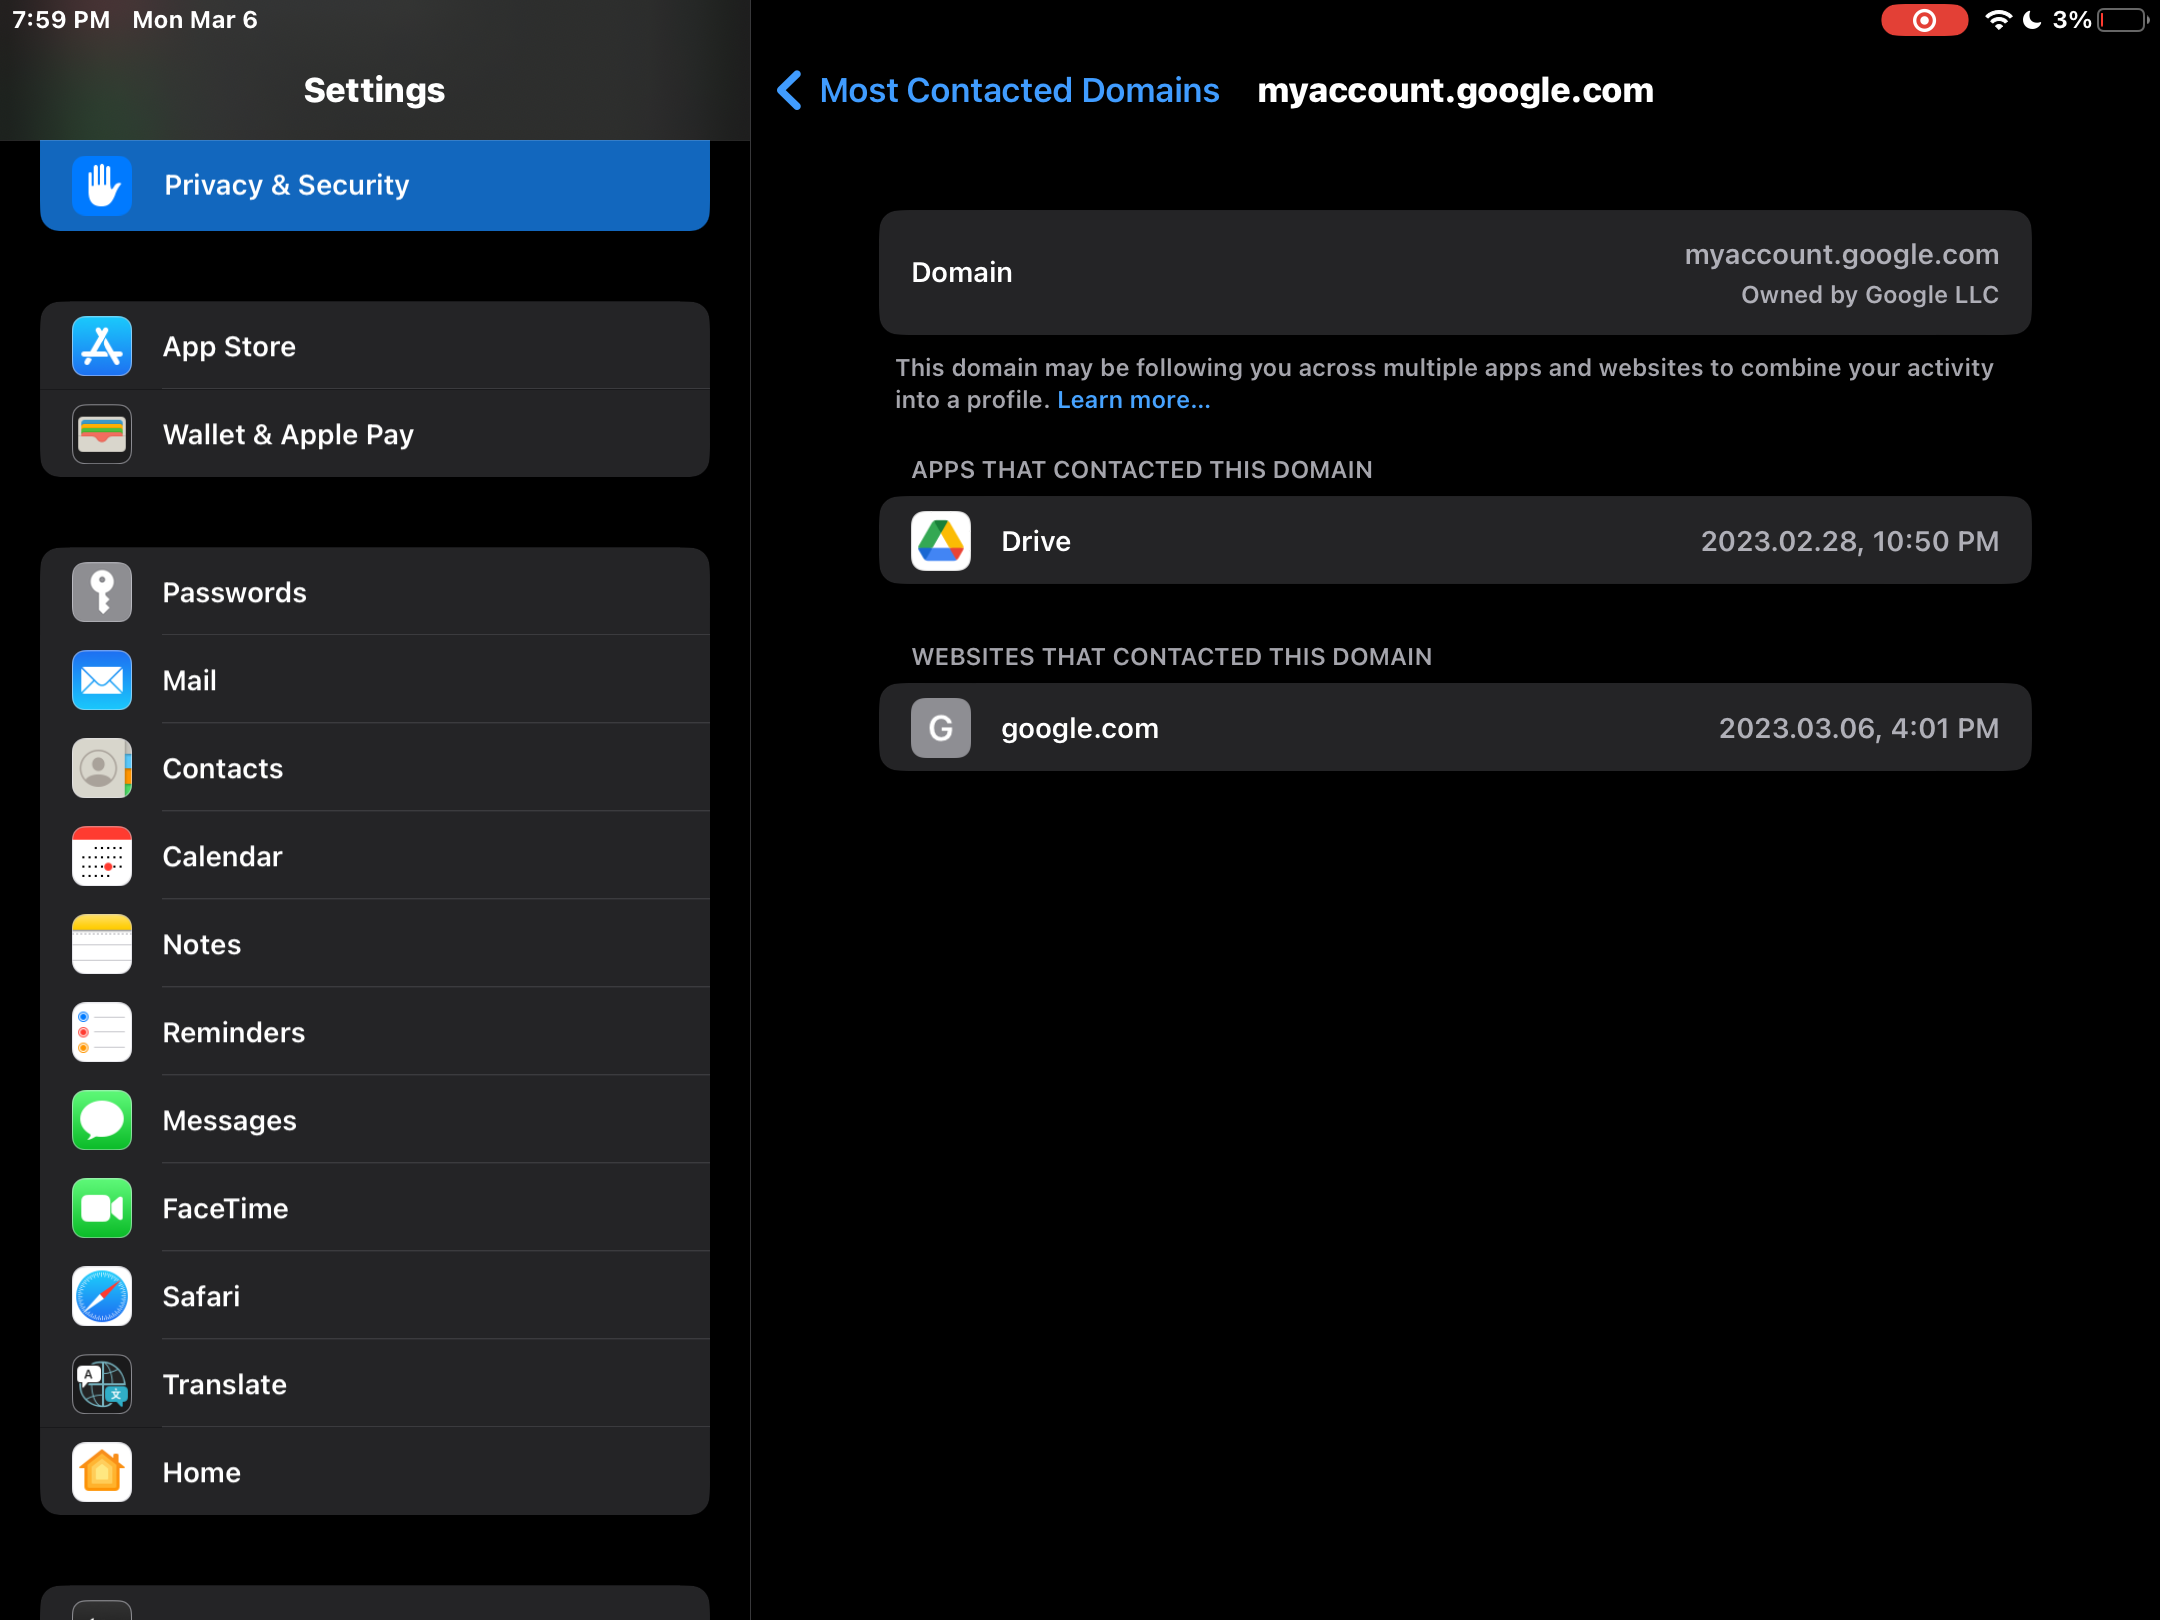 7:59 PM Mon Mar 6
3%
Settings
Privacy & Security
App Store
Wallet & Apple Pay
Passwords
Mail
Contacts
Calendar
Notes
Reminders
Messages
FaceTime
Safari
Translate
Home
Most Contacted Domains myaccount.google.com
Domain
myaccount.google.com
Owned by Google LLC
This domain may be following you across multiple apps and websites to combine your activity
into a profile. Learn more...
APPS THAT CONTACTED THIS DOMAIN
Drive 2023.02.28, 10:50 PM
WEBSITES THAT CONTACTED THIS DOMAIN
G google.com 2023.03.06, 4:01 PM